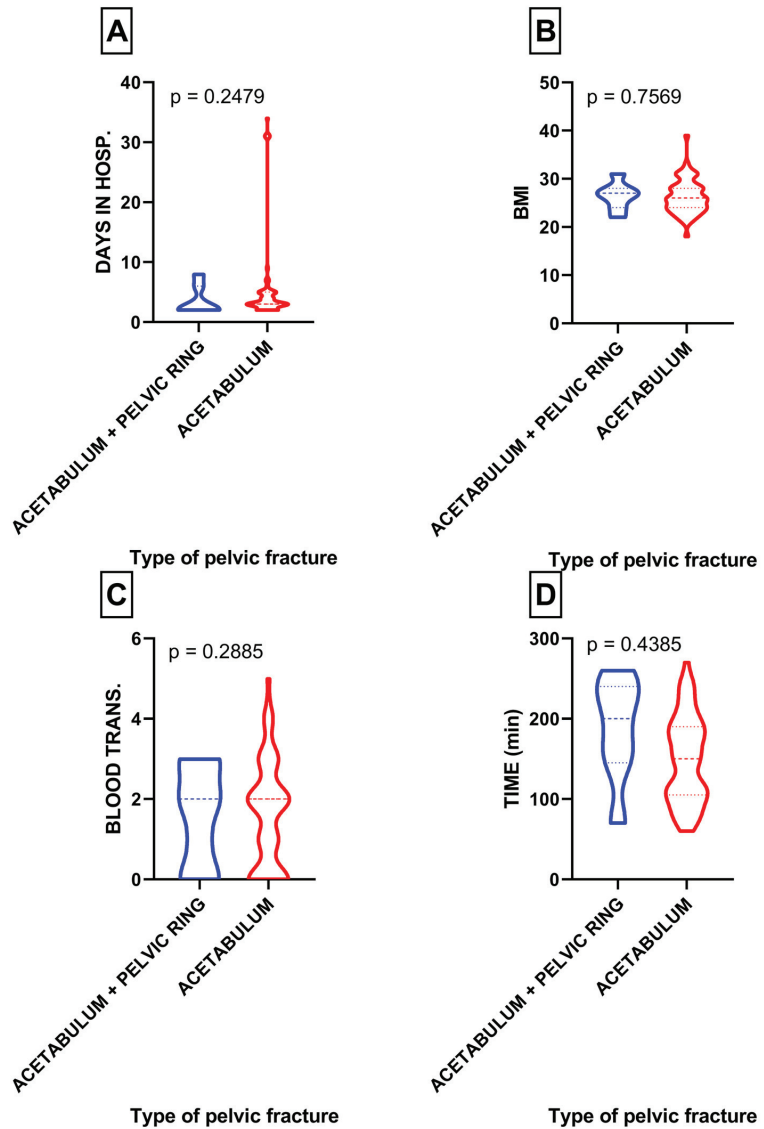 A
p = 0.2479
DAYS IN HOSP.
40
30
20
10
0
ACETABULUM + PELVIC RING
ACETABULUM
Type of pelvic fracture
B
p = 0.7569
BMI
50
40
30
20
10
0
ACETABULUM + PELVIC RING
ACETABULUM
Type of pelvic fracture
C
p = 0.2885
BLOOD TRANS.
6
4
2
0
ACETABULUM + PELVIC RING
ACETABULUM
Type of pelvic fracture
D
p = 0.4385
TIME (min)
300
200
100
0
ACETABULUM + PELVIC RING
ACETABULUM
Type of pelvic fracture